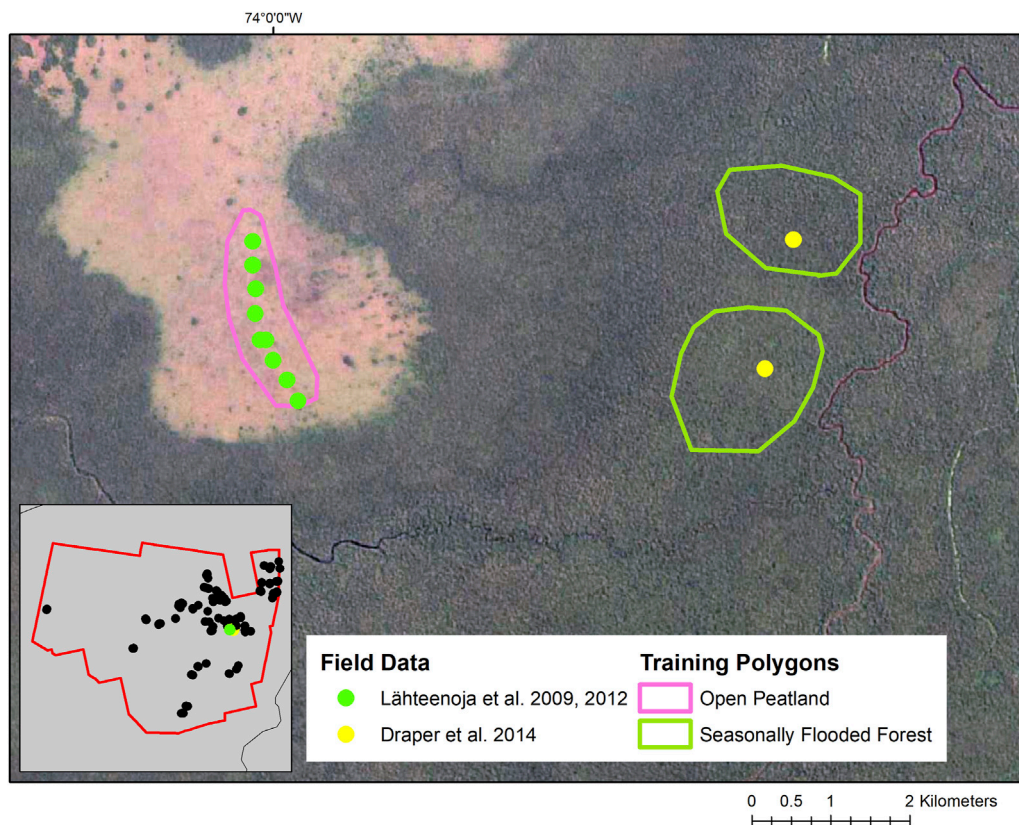 74°0'0"W
Field Data
Training Polygons
Lähteenoja et al. 2009, 2012
Open Peatland
Draper et al. 2014
Seasonally Flooded Forest
0 0.5 1 2 Kilometers